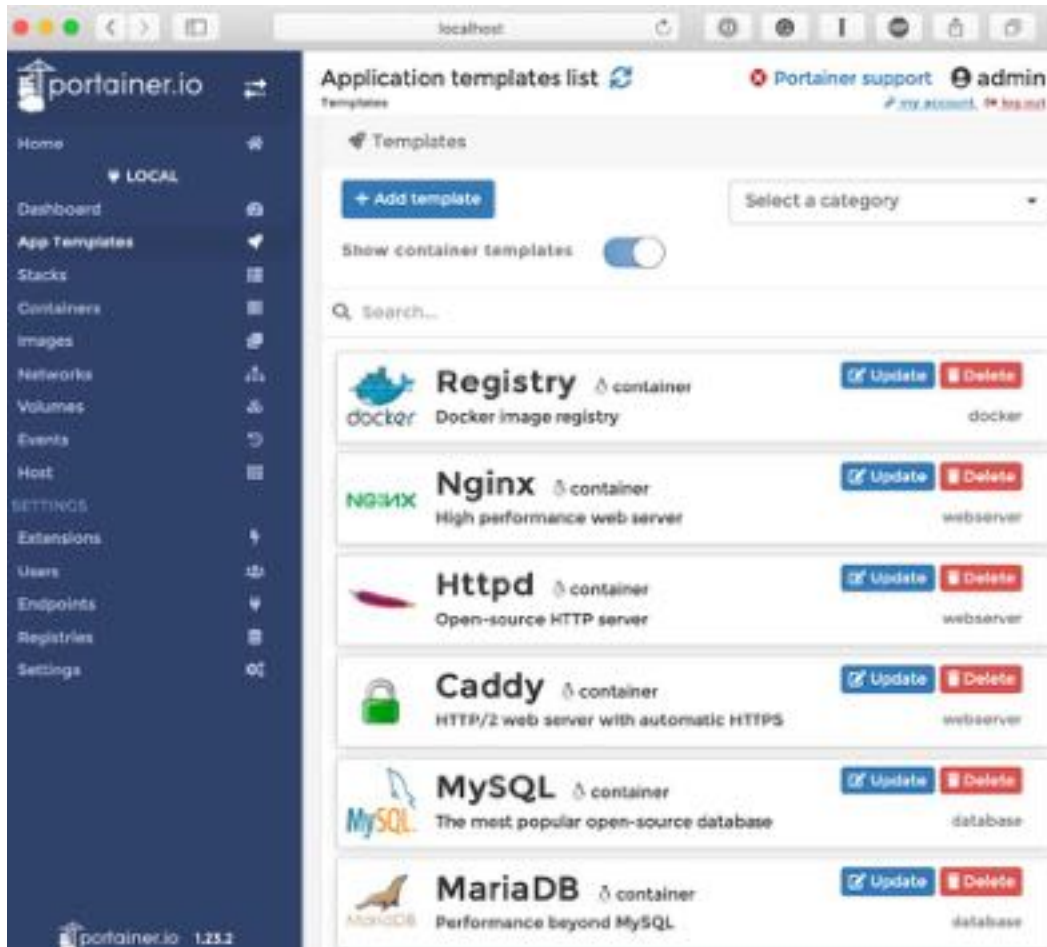 localhost
portainer.io
Application templates list
Portainer support
admin
Templates
my account
log out
Home
LOCAL
Dashboard
App Templates
Stacks
Containers
Images
Networks
Volumes
Events
Host
SETTINGS
Extensions
Users
Endpoints
Registries
Settings
portainer.io 1.23.2
Templates
+ Add template
Select a category
Show container templates
Search...
docker
Registry container
Docker image registry
Update
Delete
docker
NGINX
Nginx container
High performance web server
Update
Delete
webserver
Httpd container
Open-source HTTP server
Update
Delete
webserver
Caddy container
HTTP/2 web server with automatic HTTPS
Update
Delete
webserver
MySQL
MySQL container
The most popular open-source database
Update
Delete
database
MariaDB
MariaDB container
Performance beyond MySQL
Update
Delete
database